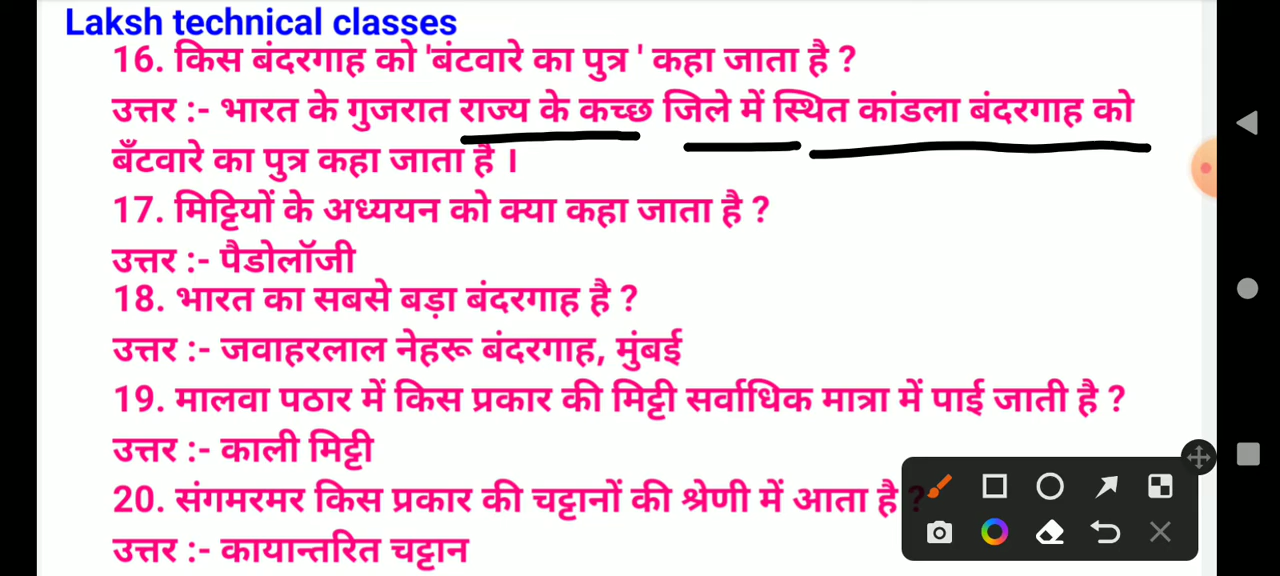 Laksh technical classes
16. किस बंदरगाह को 'बंटवारे का पुत्र ' कहा जाता है ?
उत्तर :- भारत के गुजरात राज्य के कच्छ जिले में स्थित कांडला बंदरगाह को
बँटवारे का पुत्र कहा जाता है ।
17. मिट्टियों के अध्ययन को क्या कहा जाता है ?
उत्तर :- पैडोलॉजी
18. भारत का सबसे बड़ा बंदरगाह है ?
उत्तर :- जवाहरलाल नेहरू बंदरगाह, मुंबई
19. मालवा पठार में किस प्रकार की मिट्टी सर्वाधिक मात्रा में पाई जाती है ?
उत्तर :- काली मिट्टी
20. संगमरमर किस प्रकार की चट्टानों की श्रेणी में आता है ?
उत्तर :- कायान्तरित चट्टान